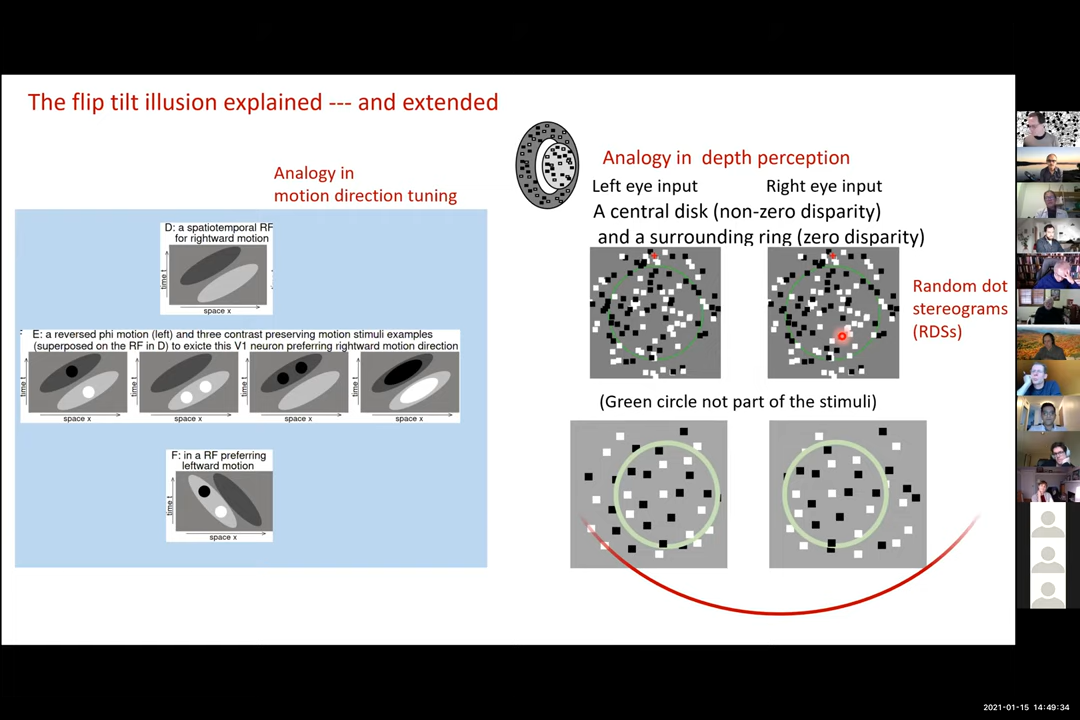 The flip tilt illusion explained --- and extended
Analogy in
motion direction tuning
D: a spatiotemporal RF
for rightward motion
time t
space x
E: a reversed phi motion (left) and three contrast preserving motion stimuli examples
(superposed on the RF in D) to exicte this V1 neuron preferring rightward motion direction
time t
space x
time t
space x
time t
space x
time t
space x
F: in a RF preferring
leftward motion
time t
space x
Analogy in depth perception
Left eye input
Right eye input
A central disk (non-zero disparity)
and a surrounding ring (zero disparity)
Random dot
stereograms
(RDSs)
(Green circle not part of the stimuli)
2021-01-15 14:49:34